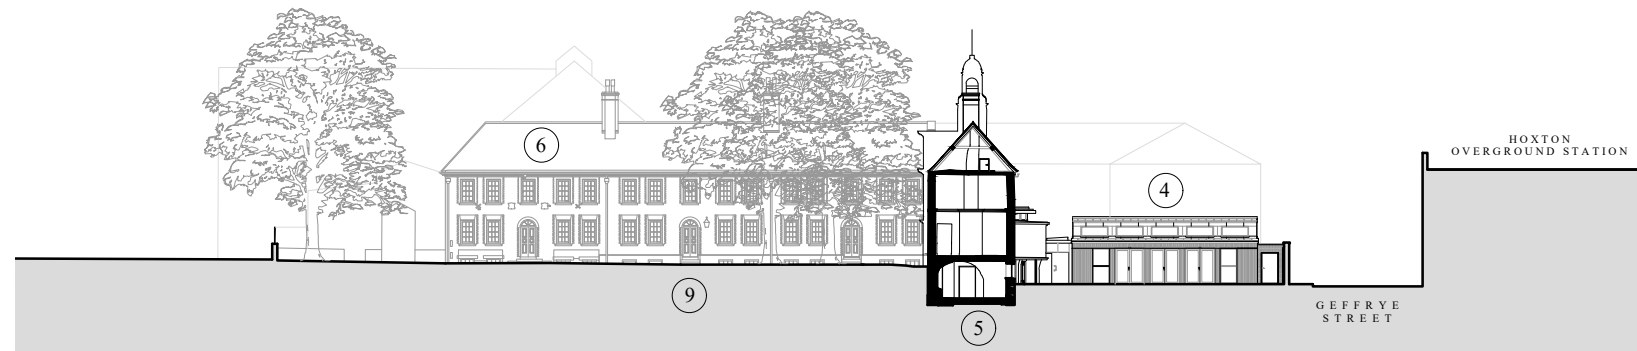 6
HOXTON
OVERGROUND STATION
4
9
GEFFRYE
STREET
5